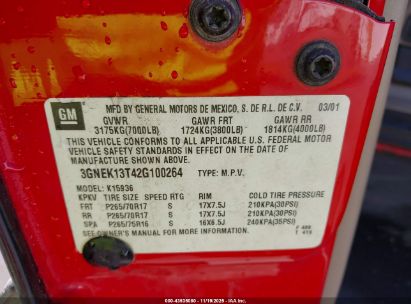 GM
MFD BY GENERAL MOTORS DE MEXICO, S. DE R.L. DE C.V. 03/01
GVWR GAWR FRT GAWR RR
3175KG(7000LB) 1724KG(3800LB) 1814KG(4000LB)
THIS VEHICLE CONFORMS TO ALL APPLICABLE U.S. FEDERAL MOTOR
VEHICLE SAFETY STANDARDS IN EFFECT ON THE DATE OF
MANUFACTURE SHOWN ABOVE.
3GNEK13T42G100264 TYPE: M.P.V.
MODEL: K15936
KPKV TIRE SIZE SPEED RTG RIM COLD TIRE PRESSURE
FRT P265/70R17 S 17X7.5J 210KPA(30PSI)
RR P265/70R17 S 17X7.5J 210KPA(30PSI)
SPA P265/75R16 S 16X6.5J 240KPA(35PSI)
SEE OWNER'S MANUAL FOR ADDITIONAL INFORMATION